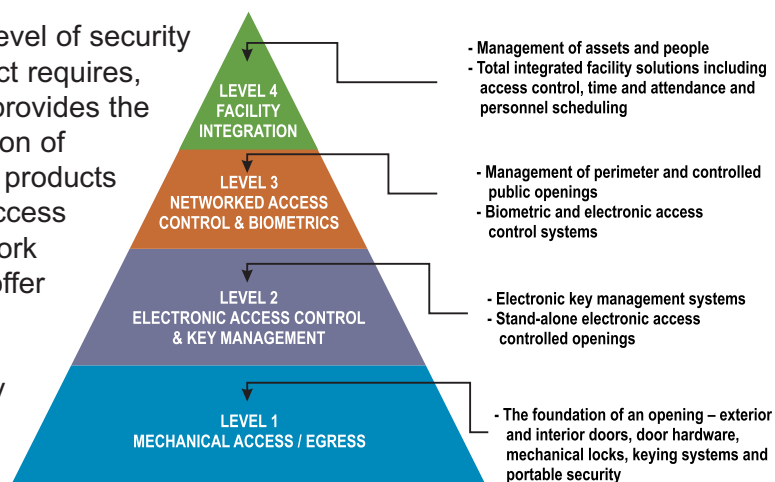 evel of security
ct requires,
provides the
on of
products
ccess
ork
offer
y
LEVEL 4
FACILITY
INTEGRATION
- Management of assets and people
- Total integrated facility solutions including
access control, time and attendance and
personnel scheduling
LEVEL 3
NETWORKED ACCESS
CONTROL & BIOMETRICS
- Management of perimeter and controlled
public openings
- Biometric and electronic access
control systems
LEVEL 2
ELECTRONIC ACCESS CONTROL
& KEY MANAGEMENT
- Electronic key management systems
- Stand-alone electronic access
controlled openings
LEVEL 1
MECHANICAL ACCESS / EGRESS
- The foundation of an opening – exterior
and interior doors, door hardware,
mechanical locks, keying systems and
portable security